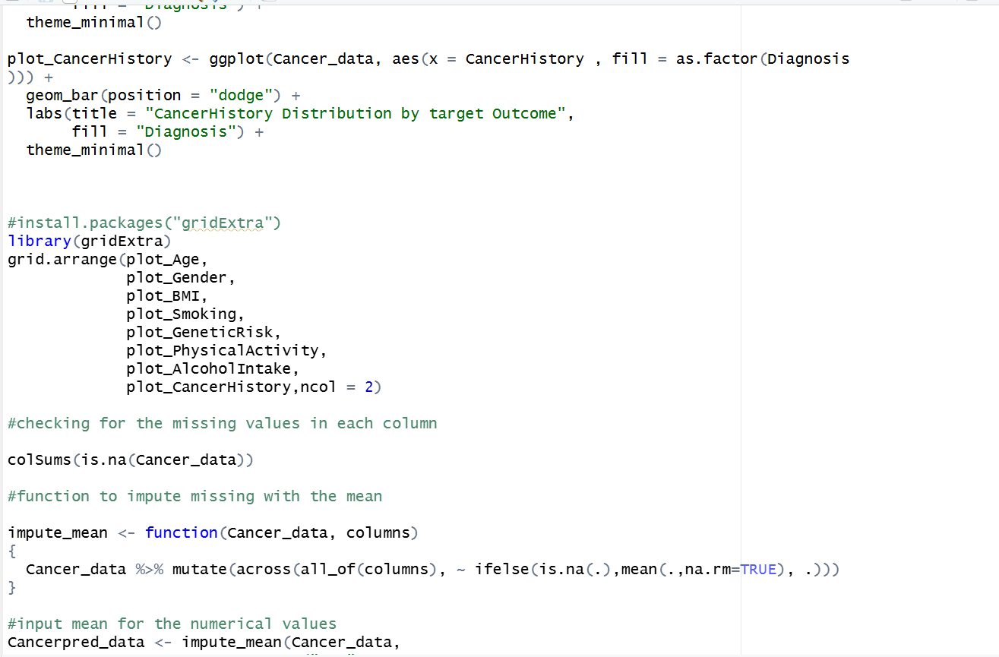 fill = "Diagnosis") +
  theme_minimal()

plot_CancerHistory <- ggplot(Cancer_data, aes(x = CancerHistory , fill = as.factor(Diagnosis
))) +
  geom_bar(position = "dodge") +
  labs(title = "CancerHistory Distribution by target Outcome",
       fill = "Diagnosis") +
  theme_minimal()

#install.packages("gridExtra")
library(gridExtra)
grid.arrange(plot_Age,
             plot_Gender,
             plot_BMI,
             plot_Smoking,
             plot_GeneticRisk,
             plot_PhysicalActivity,
             plot_AlcoholIntake,
             plot_CancerHistory,ncol = 2)

#checking for the missing values in each column

colSums(is.na(Cancer_data))

#function to impute missing with the mean

impute_mean <- function(Cancer_data, columns)
{
  Cancer_data %>% mutate(across(all_of(columns), ~ ifelse(is.na(.),mean(.,na.rm=TRUE), .)))
}

#input mean for the numerical values
Cancerpred_data <- impute_mean(Cancer_data,